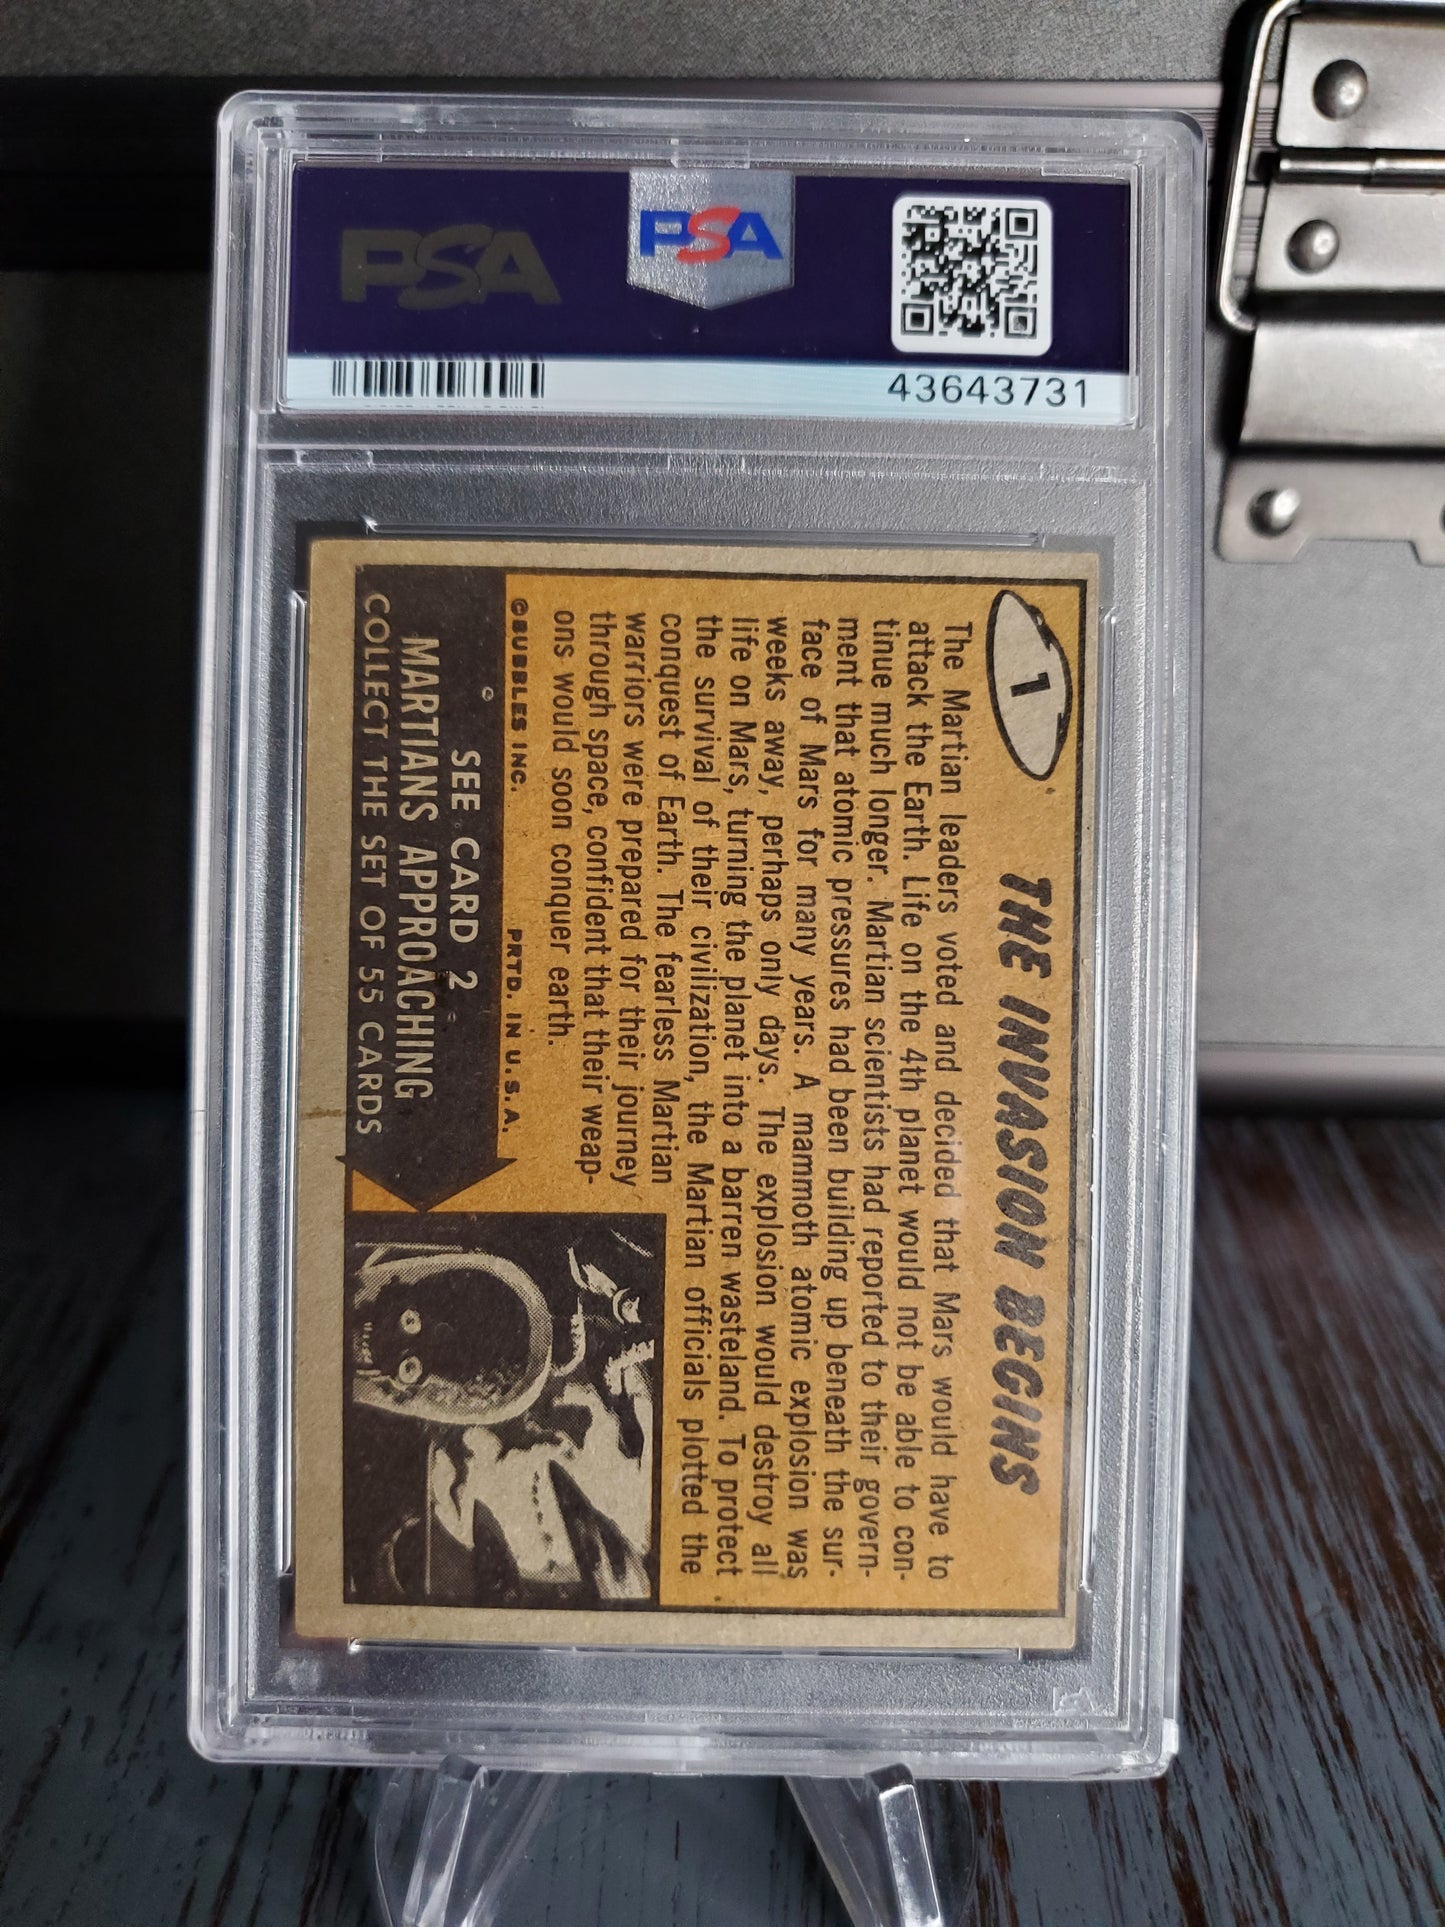 PSA
PSA
43643731
1
THE INVASION BEGINS
The Martian leaders voted and decided that Mars would have to
attack the Earth. Life on the 4th planet would not be able to con-
tinue much longer. Martian scientists had reported to their govern-
ment that atomic pressures had been building up beneath the sur-
face of Mars for many years. A mammoth atomic explosion was
weeks away, perhaps only days. The explosion would destroy all
life on Mars, turning the planet into a barren wasteland. To protect
the survival of their civilization, the Martian officials plotted the
conquest of Earth. The fearless Martian
warriors were prepared for their journey
through space, confident that their weap-
ons would soon conquer earth.
©BUBBLES INC. PRTD. IN U.S.A.
SEE CARD 2
MARTIANS APPROACHING
COLLECT THE SET OF 55 CARDS